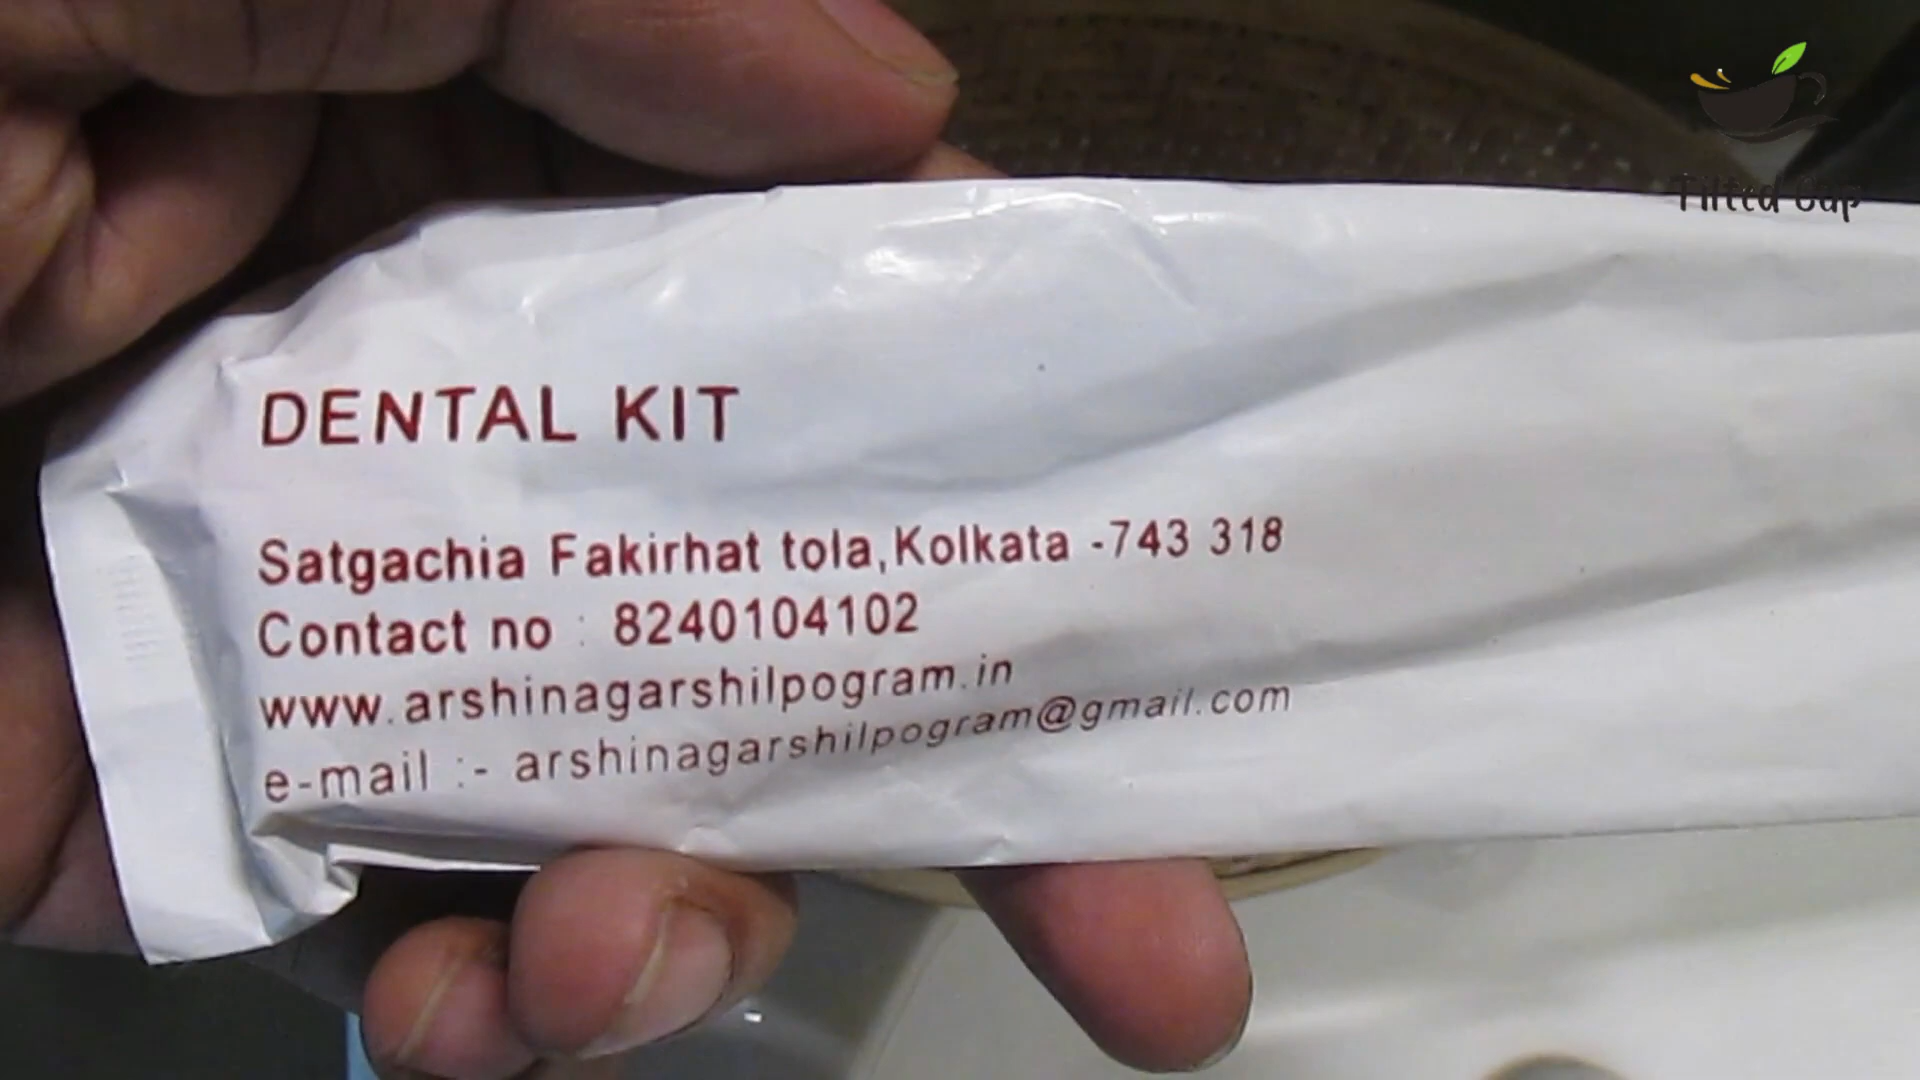 Tilted Cup
DENTAL KIT
Satgachia Fakirhat tola,Kolkata -743 318
Contact no : 8240104102
www.arshinagarshilpogram.in
e-mail :- arshinagarshilpogram@gmail.com